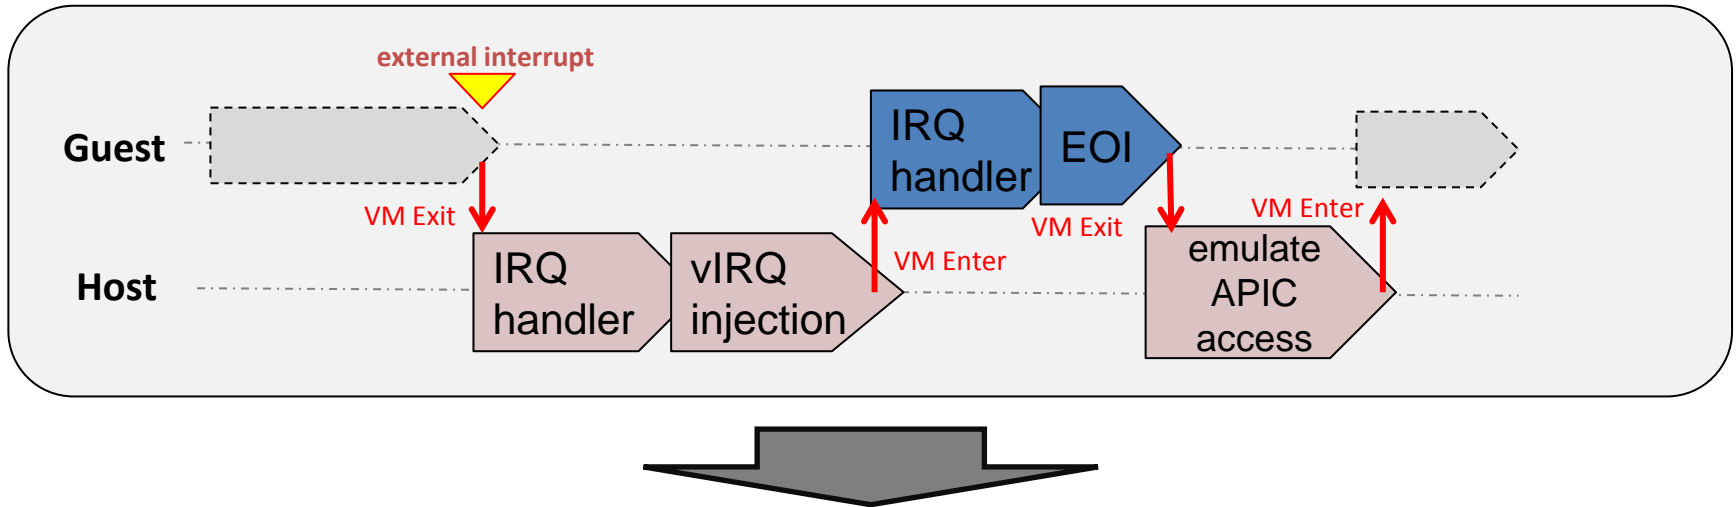 external interrupt
Guest
IRQ
handler
EOI
VM Exit
VM Exit
VM Enter
Host
IRQ
handler
vIRQ
injection
VM Enter
emulate
APIC
access